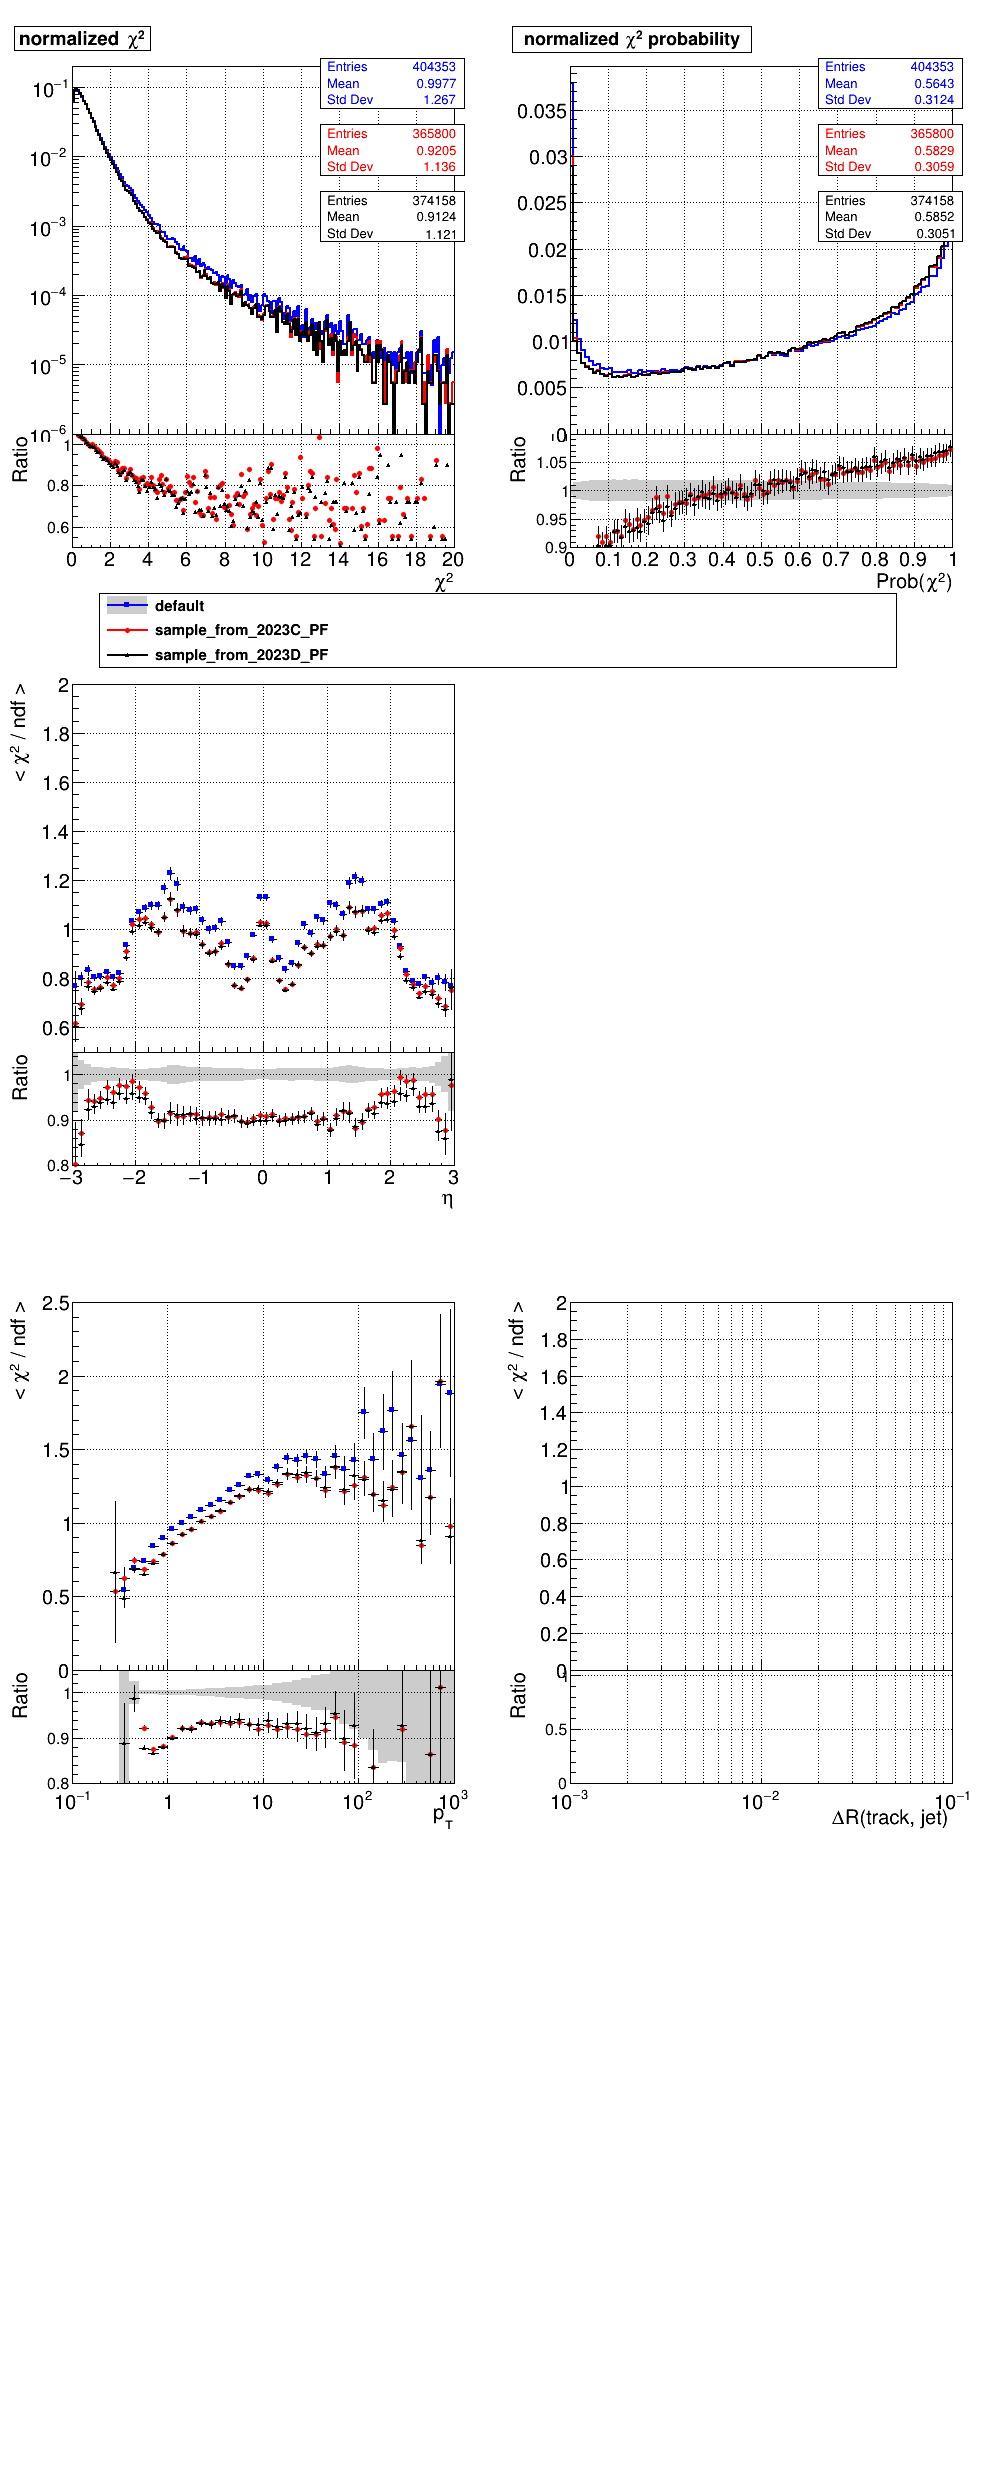 normalized χ²
Entries 404353
Mean 0.9977
Std Dev 1.267
Entries 365800
Mean 0.9205
Std Dev 1.136
Entries 374158
Mean 0.9124
Std Dev 1.121
10⁻¹
10⁻²
10⁻³
10⁻⁴
10⁻⁵
10⁻⁶
Ratio
1
0.8
0.6
0 2 4 6 8 10 12 14 16 18 20
χ²
normalized χ² probability
Entries 404353
Mean 0.5643
Std Dev 0.3124
Entries 365800
Mean 0.5829
Std Dev 0.3059
Entries 374158
Mean 0.5852
Std Dev 0.3051
0.035
0.03
0.025
0.02
0.015
0.01
0.005
0
Ratio
1.05
1
0.95
0.9
0 0.1 0.2 0.3 0.4 0.5 0.6 0.7 0.8 0.9 1
Prob(χ²)
default
sample_from_2023C_PF
sample_from_2023D_PF
< χ² / ndf >
2
1.8
1.6
1.4
1.2
1
0.8
0.6
Ratio
1
0.9
0.8
−3 −2 −1 0 1 2 3
η
< χ² / ndf >
2.5
2
1.5
1
0.5
0
Ratio
1
0.9
0.8
10⁻¹ 1 10 10² 10³
p_T
< χ² / ndf >
2
1.8
1.6
1.4
1.2
1
0.8
0.6
0.4
0.2
0
Ratio
1
0.5
0
10⁻³ 10⁻² 10⁻¹
ΔR(track, jet)